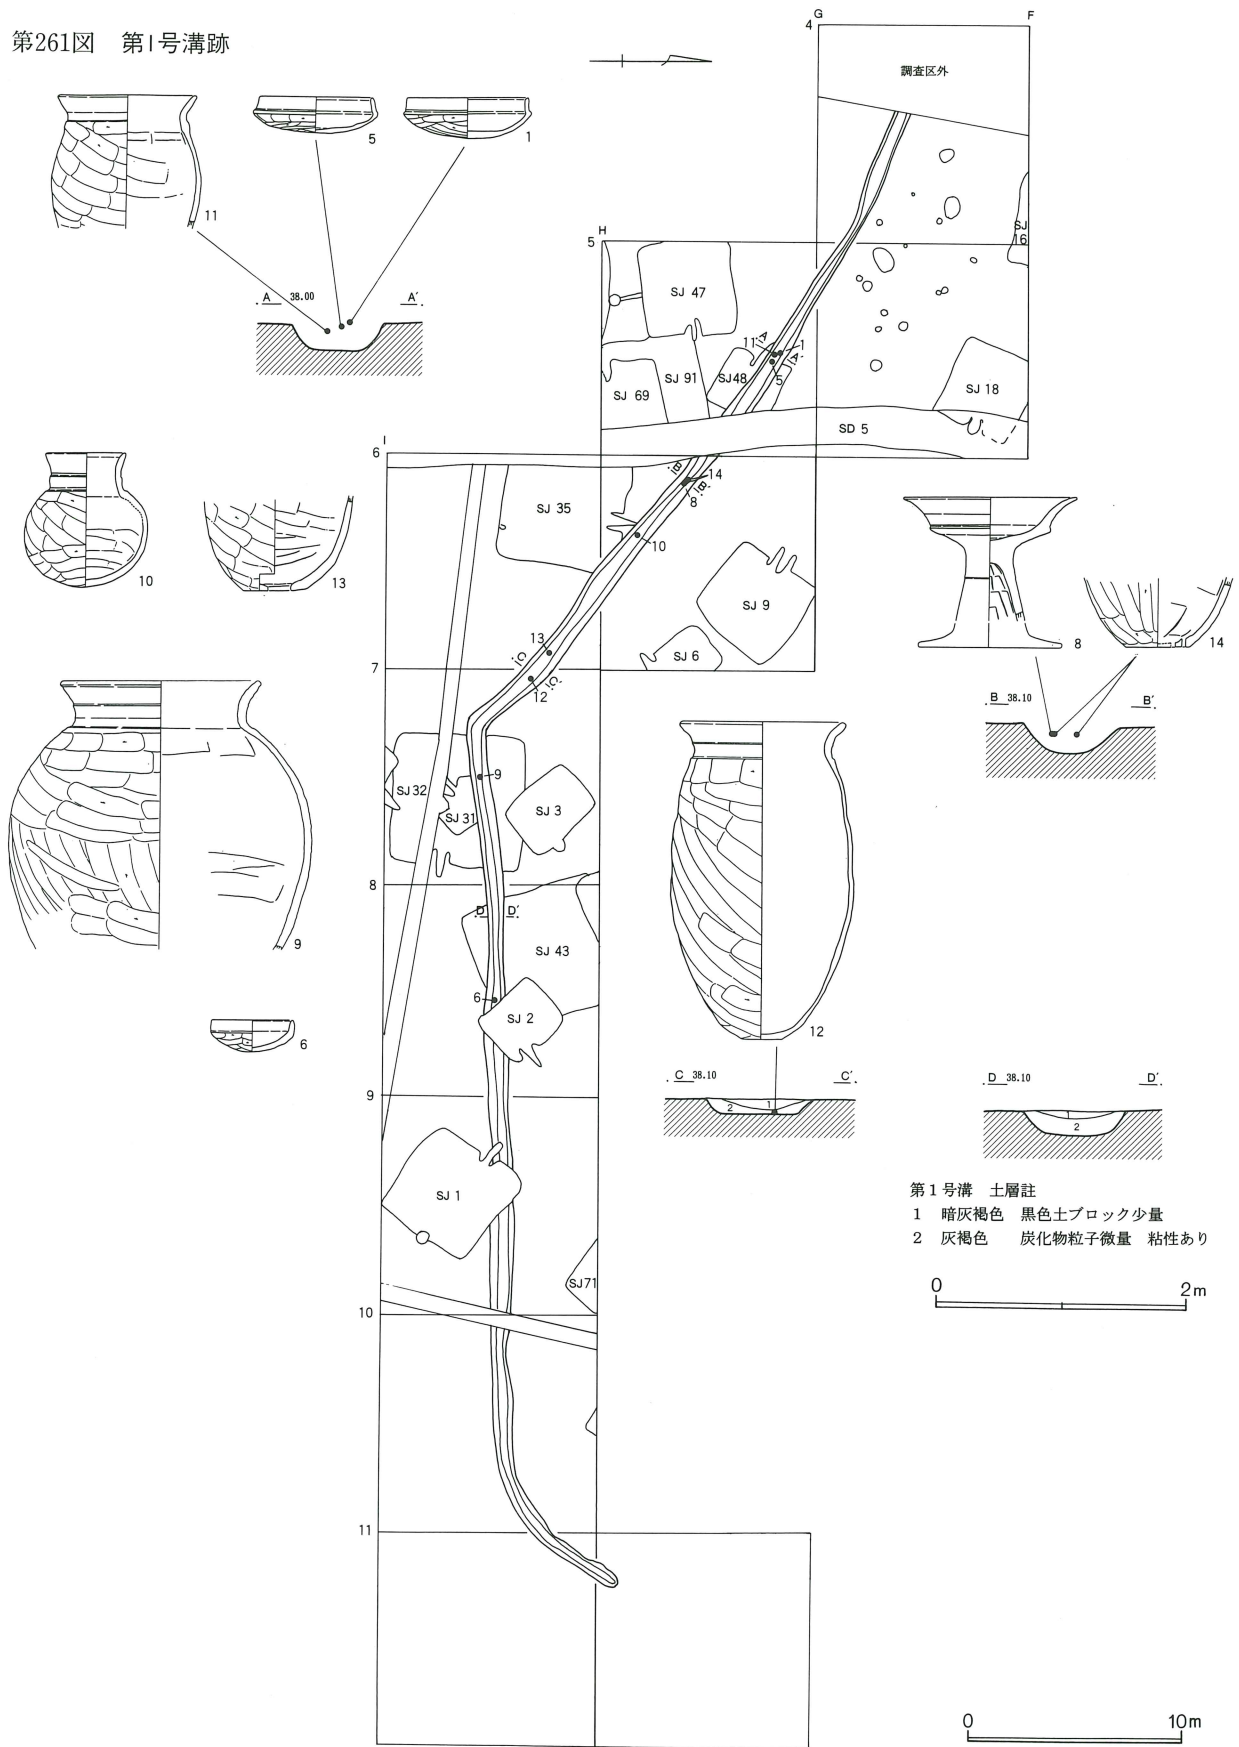 第261図　第1号溝跡
G
F
4
調査区外
11
5
1
H
5
SJ 16
SJ 47
A 38.00 A'
11
A
1
A'
5
SJ 69
SJ 91
SJ48
SJ 18
SD 5
I
6
B
14
B'
8
SJ 35
10
10
13
SJ 9
8
14
13
SJ 6
7
C
C'
12
B 38.10 B'
SJ 32
9
SJ 31
SJ 3
8
D D'
SJ 43
9
6
SJ 2
6
12
C 38.10 C'
2 1
D 38.10 D'
1
2
9
SJ 1
第1号溝　土層註
1　暗灰褐色　黒色土ブロック少量
2　灰褐色　炭化物粒子微量　粘性あり
SJ71
0 2m
10
11
0 10m